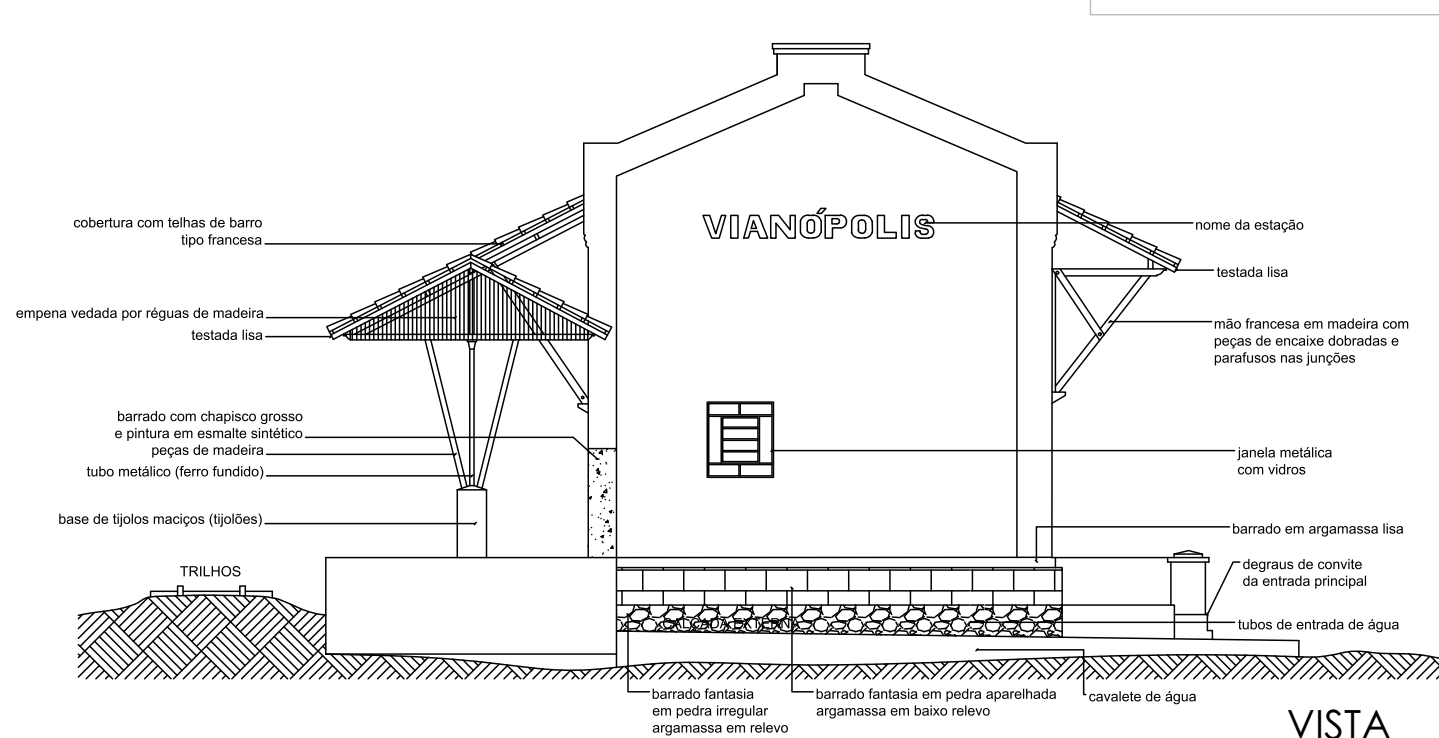 VIANÓPOLIS
cobertura com telhas de barro
tipo francesa
empena vedada por réguas de madeira
testada lisa
barrado com chapisco grosso
e pintura em esmalte sintético
peças de madeira
tubo metálico (ferro fundido)
base de tijolos maciços (tijolões)
TRILHOS
nome da estação
testada lisa
mão francesa em madeira com
peças de encaixe dobradas e
parafusos nas junções
janela metálica
com vidros
barrado em argamassa lisa
degraus de convite
da entrada principal
tubos de entrada de água
CALÇADA EXTERNA
barrado fantasia
em pedra irregular
argamassa em relevo
barrado fantasia em pedra aparelhada
argamassa em baixo relevo
cavalete de água
VISTA